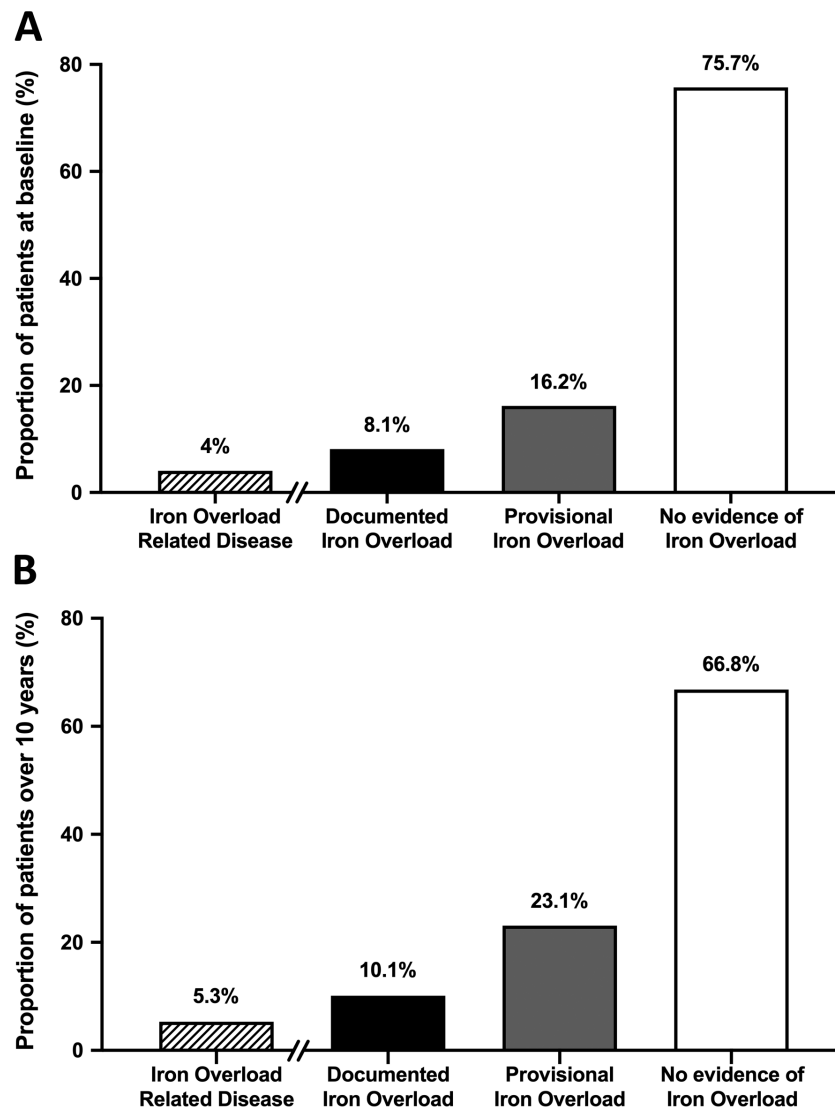 A
Proportion of patients at baseline (%)
80
60
40
20
0
75.7%
16.2%
8.1%
4%
Iron Overload
Related Disease
Documented
Iron Overload
Provisional
Iron Overload
No evidence of
Iron Overload
B
Proportion of patients over 10 years (%)
80
60
40
20
0
66.8%
23.1%
10.1%
5.3%
Iron Overload
Related Disease
Documented
Iron Overload
Provisional
Iron Overload
No evidence of
Iron Overload